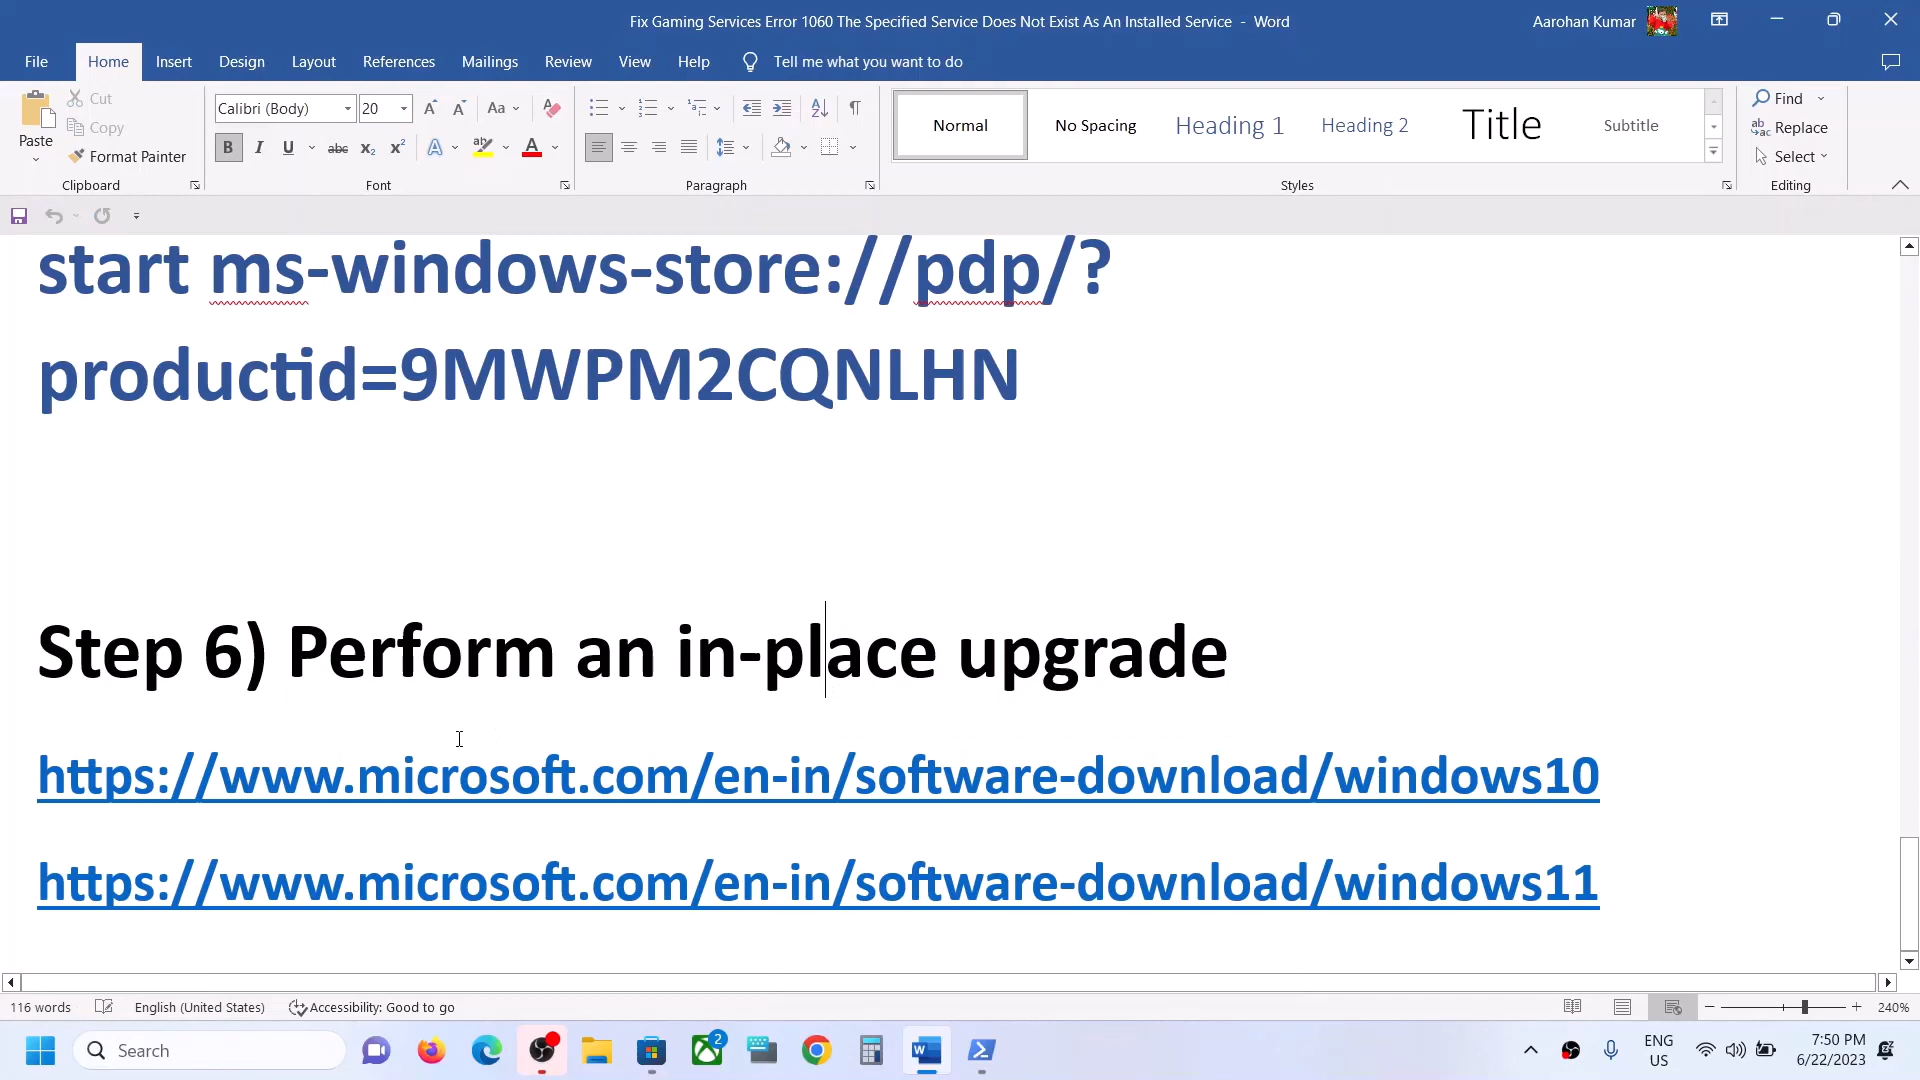 Fix Gaming Services Error 1060 The Specified Service Does Not Exist As An Installed Service - Word
Aarohan Kumar
File Home Insert Design Layout References Mailings Review View Help Tell me what you want to do
Paste
Cut
Copy
Format Painter
Clipboard
Calibri (Body) 20
Font
Paragraph
Normal
No Spacing
Heading 1
Heading 2
Title
Subtitle
Styles
Find
Replace
Select
Editing
start ms-windows-store://pdp/?
productid=9MWPM2CQNLHN
Step 6) Perform an in-place upgrade
https://www.microsoft.com/en-in/software-download/windows10
https://www.microsoft.com/en-in/software-download/windows11
116 words English (United States) Accessibility: Good to go 240%
Search
2
ENG
US
7:50 PM
6/22/2023